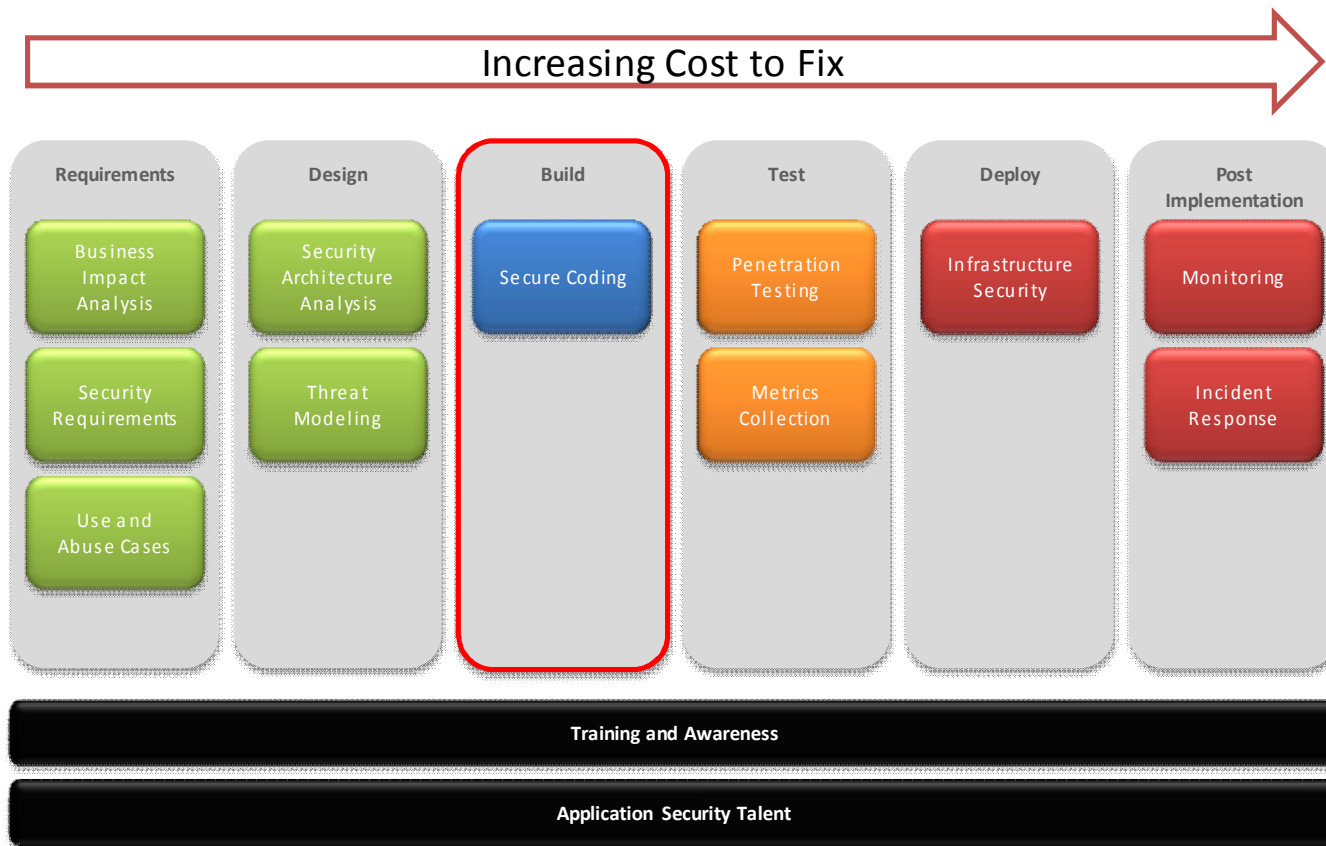 Increasing Cost to Fix
Requirements
Business
Impact
Analysis
Security
Requirements
Use and
Abuse Cases
Design
Security
Architecture
Analysis
Threat
Modeling
Build
Secure Coding
Test
Penetration
Testing
Metrics
Collection
Deploy
Infrastructure
Security
Post
Implementation
Monitoring
Incident
Response
Training and Awareness
Application Security Talent